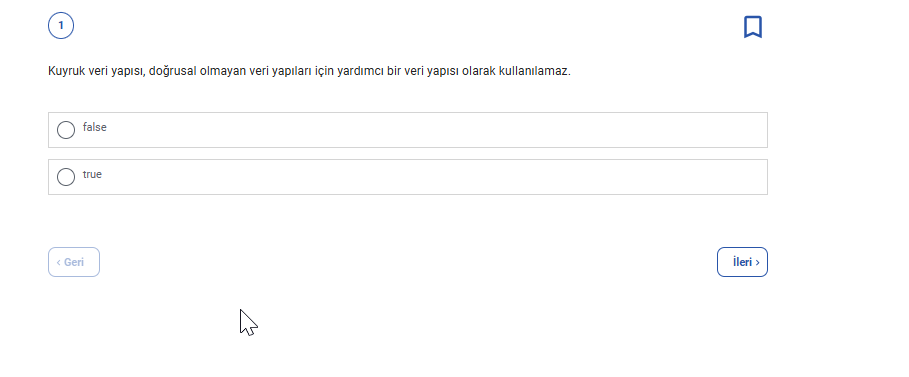 1
Kuyruk veri yapısı, doğrusal olmayan veri yapıları için yardımcı bir veri yapısı olarak kullanılamaz.
false
true
‹ Geri
İleri ›